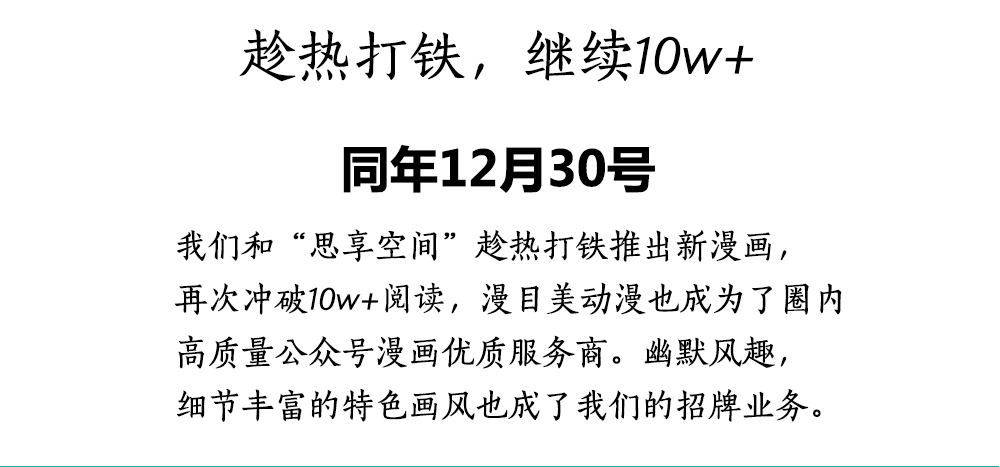 趁热打铁，继续10w+
同年12月30号
我们和“思享空间”趁热打铁推出新漫画，
再次冲破10w+阅读，漫目美动漫也成为了圈内
高质量公众号漫画优质服务商。幽默风趣，
细节丰富的特色画风也成了我们的招牌业务。